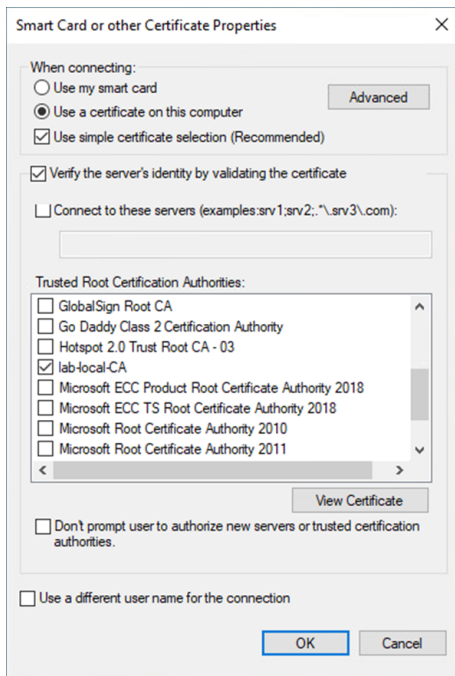 Smart Card or other Certificate Properties
When connecting:
Use my smart card
Advanced
Use a certificate on this computer
Use simple certificate selection (Recommended)
Verify the server's identity by validating the certificate
Connect to these servers (examples:srv1;srv2;.*\.srv3\.com):
Trusted Root Certification Authorities:
GlobalSign Root CA
Go Daddy Class 2 Certification Authority
Hotspot 2.0 Trust Root CA - 03
lab-local-CA
Microsoft ECC Product Root Certificate Authority 2018
Microsoft ECC TS Root Certificate Authority 2018
Microsoft Root Certificate Authority 2010
Microsoft Root Certificate Authority 2011
View Certificate
Don't prompt user to authorize new servers or trusted certification
authorities.
Use a different user name for the connection
OK
Cancel